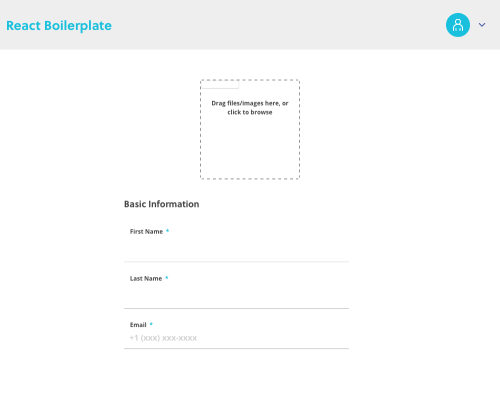 React Boilerplate
Drag files/images here, or
click to browse
Basic Information
First Name *
Last Name *
Email *
+1 (xxx) xxx-xxxx